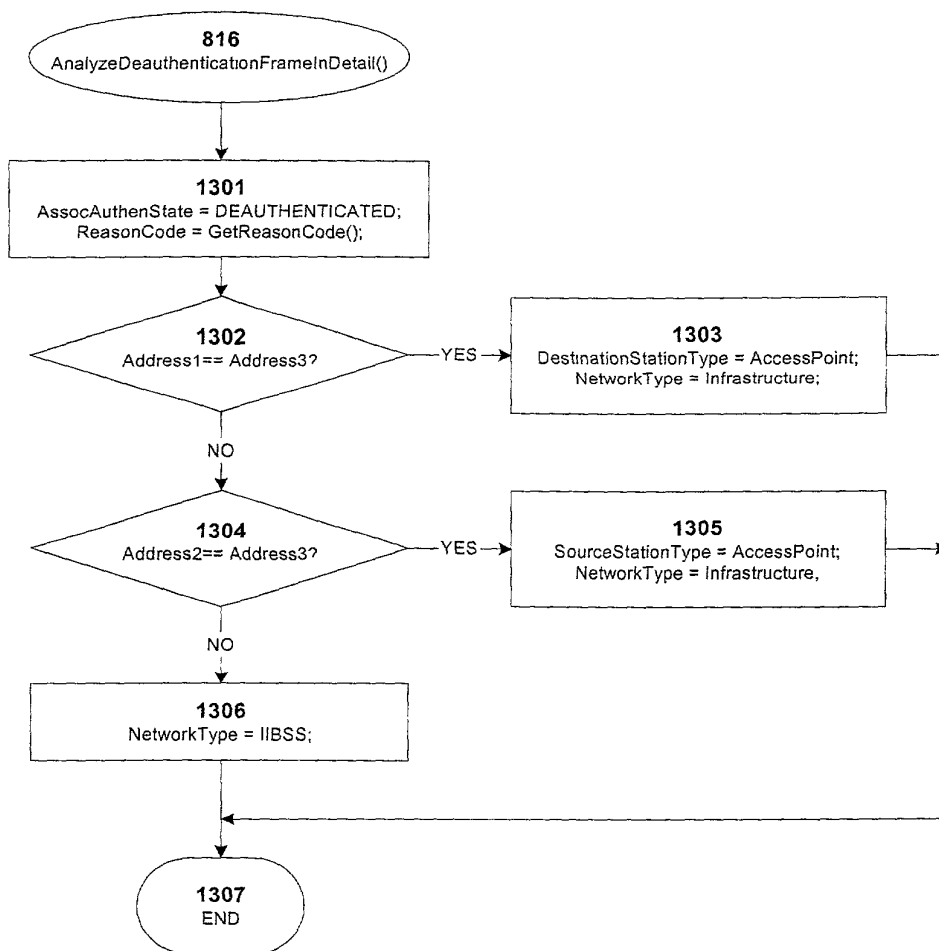 816
AnalyzeDeauthenticationFrameInDetail()
1301
AssocAuthenState = DEAUTHENTICATED;
ReasonCode = GetReasonCode();
1302
Address1== Address3?
YES
1303
DestinationStationType = AccessPoint;
NetworkType = Infrastructure;
NO
1304
Address2== Address3?
YES
1305
SourceStationType = AccessPoint;
NetworkType = Infrastructure,
NO
1306
NetworkType = IIBSS;
1307
END